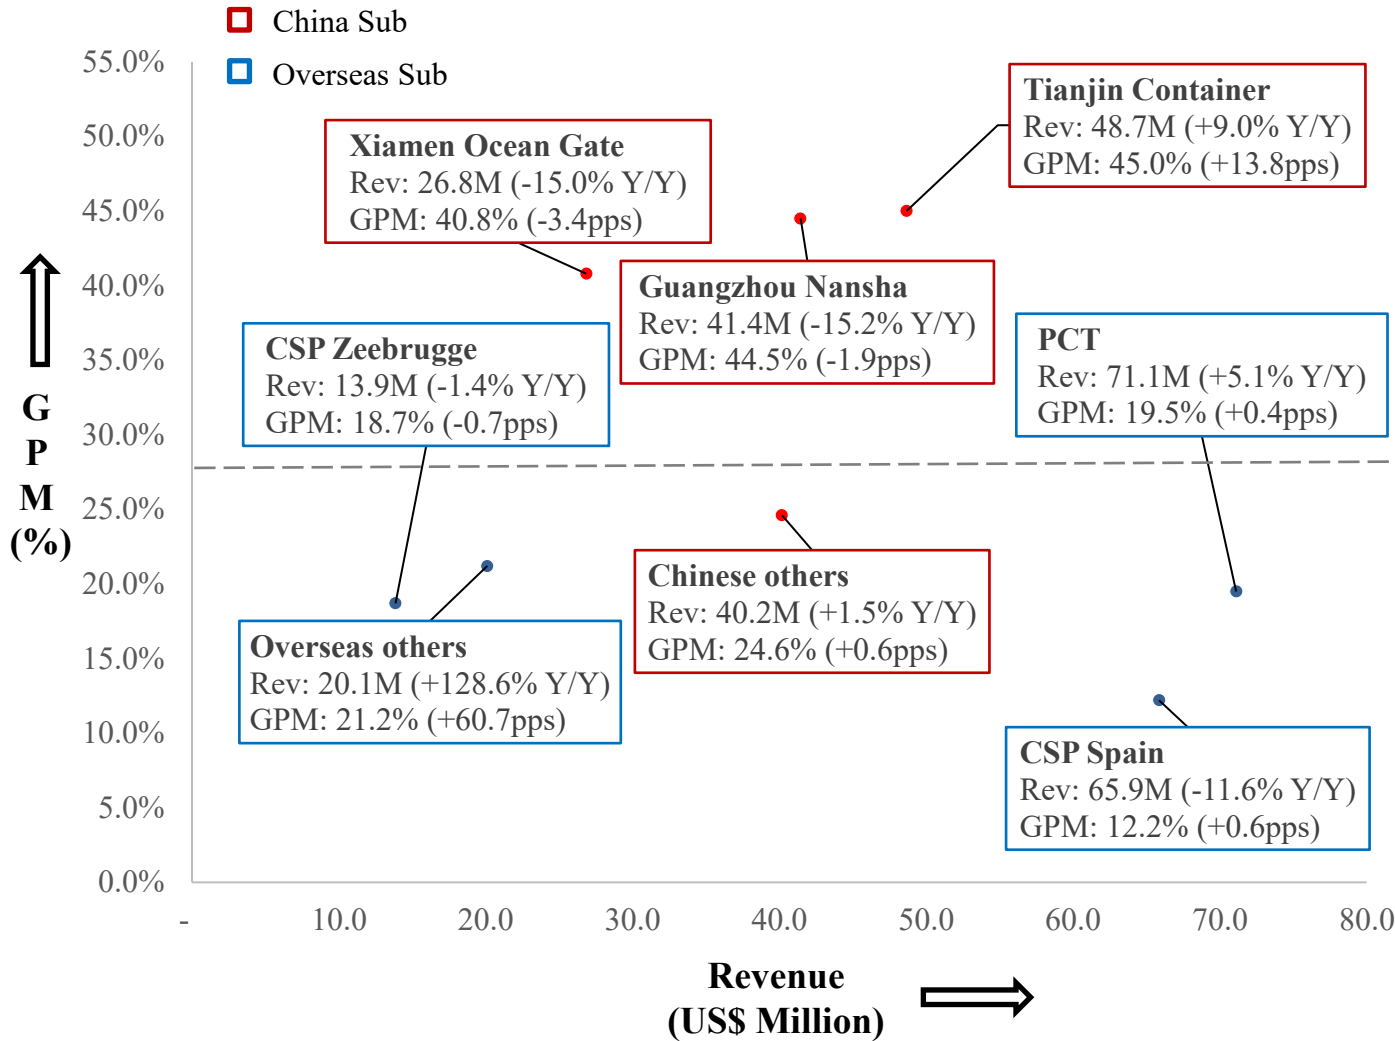 China Sub
Overseas Sub
55.0%
50.0%
45.0%
40.0%
35.0%
30.0%
25.0%
20.0%
15.0%
10.0%
5.0%
0.0%
G
P
M
(%)
Tianjin Container
Rev: 48.7M (+9.0% Y/Y)
GPM: 45.0% (+13.8pps)
Xiamen Ocean Gate
Rev: 26.8M (-15.0% Y/Y)
GPM: 40.8% (-3.4pps)
Guangzhou Nansha
Rev: 41.4M (-15.2% Y/Y)
GPM: 44.5% (-1.9pps)
CSP Zeebrugge
Rev: 13.9M (-1.4% Y/Y)
GPM: 18.7% (-0.7pps)
PCT
Rev: 71.1M (+5.1% Y/Y)
GPM: 19.5% (+0.4pps)
Chinese others
Rev: 40.2M (+1.5% Y/Y)
GPM: 24.6% (+0.6pps)
Overseas others
Rev: 20.1M (+128.6% Y/Y)
GPM: 21.2% (+60.7pps)
CSP Spain
Rev: 65.9M (-11.6% Y/Y)
GPM: 12.2% (+0.6pps)
- 10.0 20.0 30.0 40.0 50.0 60.0 70.0 80.0
Revenue
(US$ Million)